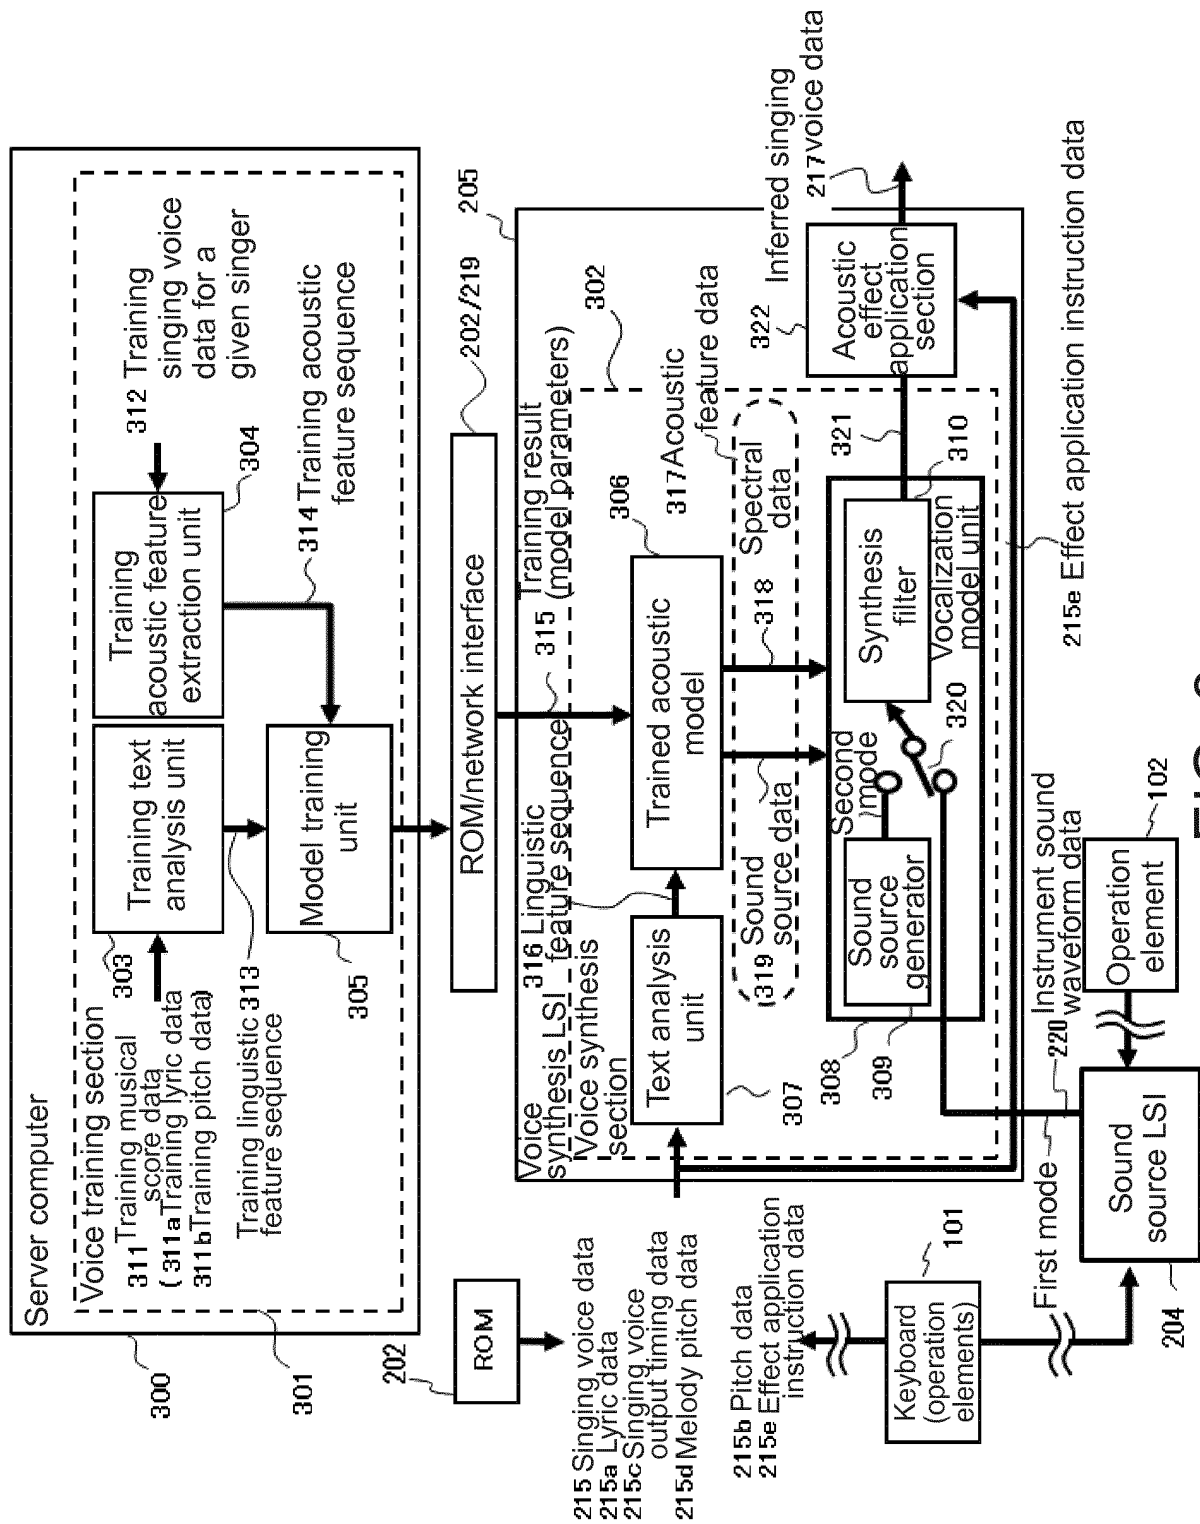 Server computer
300
Voice training section
301
311 Training musical
score data
( 311a Training lyric data
311b Training pitch data)
303
Training text
analysis unit
Training
acoustic feature
extraction unit
304
312 Training
singing voice
data for a
given singer
Training linguistic 313
feature sequence
314 Training acoustic
feature sequence
Model training
unit
305
202
ROM
ROM/network interface
202/219
205
Voice
synthesis LSI
Voice synthesis
section
316 Linguistic
feature sequence
315 Training result
(model parameters)
302
215 Singing voice data
215a Lyric data
215c Singing voice
output timing data
215d Melody pitch data
Text analysis
unit
307
Trained acoustic
model
306
317 Acoustic
feature data
319 Sound
source data
318
Spectral
data
322
Inferred singing
217 voice data
Acoustic
effect
application
section
321
215b Pitch data
215e Effect application
instruction data
308
309
Sound
source
generator
Second
mode
320
Synthesis
filter
310
Vocalization
model unit
Keyboard
(operation
elements)
101
First mode
220 Instrument sound
waveform data
215e Effect application instruction data
204
Sound
source LSI
Operation
element
102